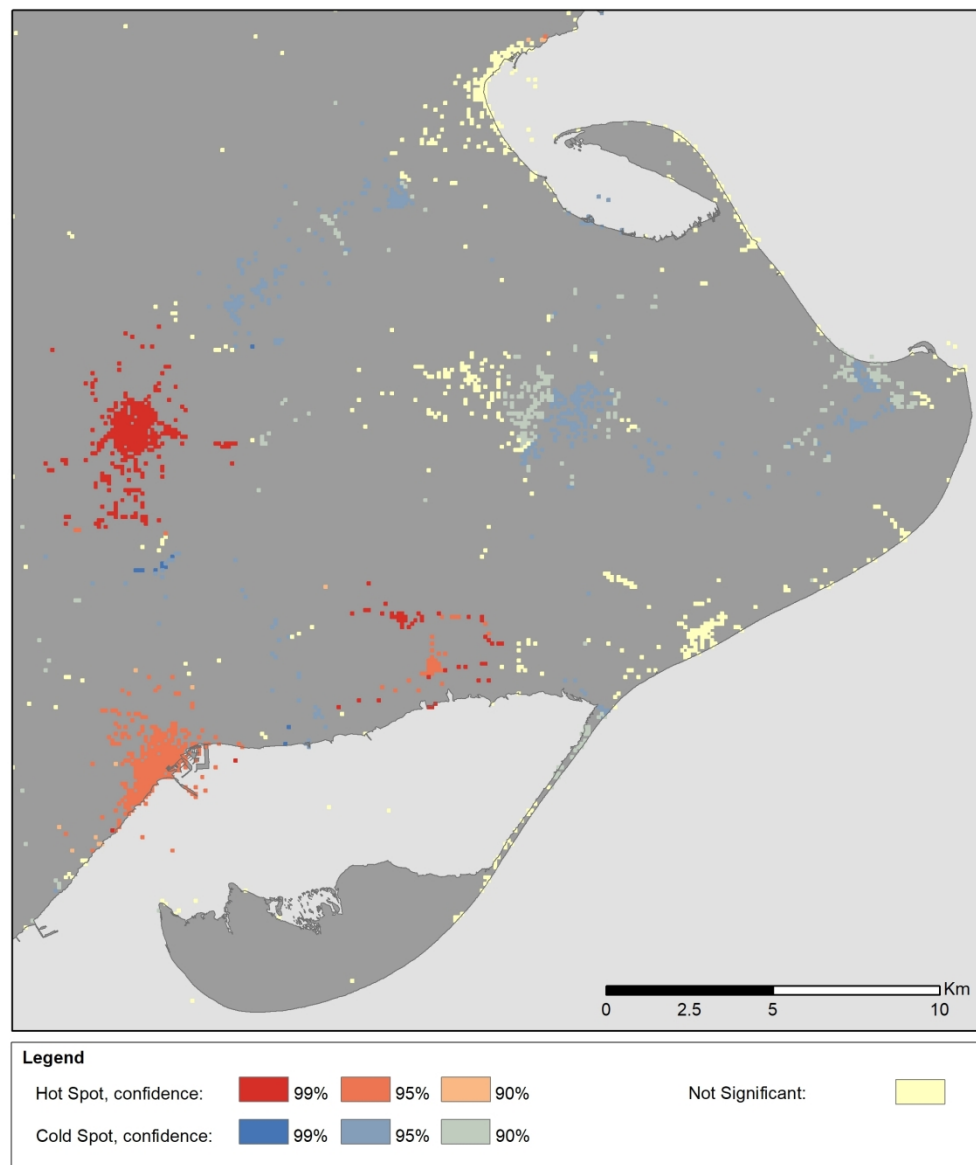 Km
0 2.5 5 10
Legend
Hot Spot, confidence: 99% 95% 90% Not Significant:
Cold Spot, confidence: 99% 95% 90%